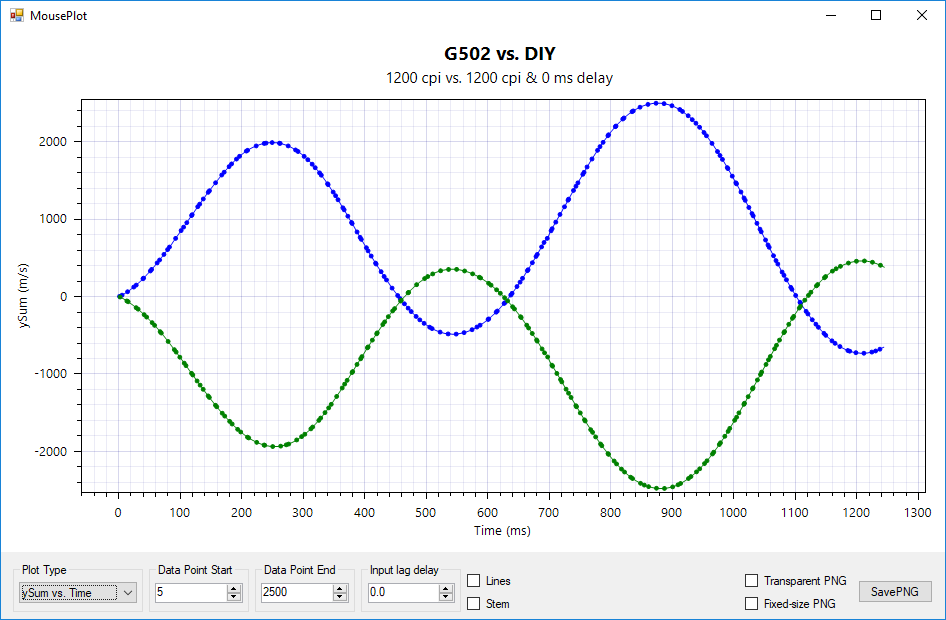 MousePlot
G502 vs. DIY
1200 cpi vs. 1200 cpi & 0 ms delay
ySum (m/s)
2000
1000
0
-1000
-2000
0 100 200 300 400 500 600 700 800 900 1000 1100 1200 1300
Time (ms)
Plot Type Data Point Start Data Point End Input lag delay
ySum vs. Time 5 2500 0.0
Lines
Stem
Transparent PNG
Fixed-size PNG
SavePNG